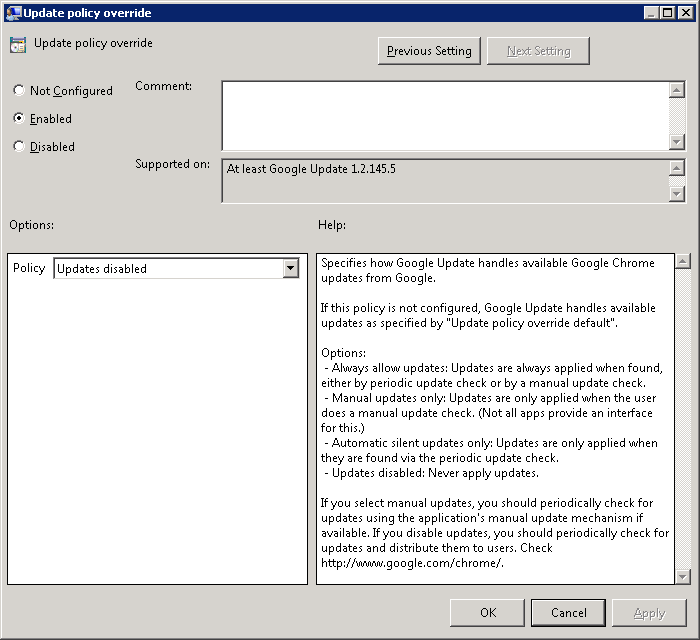 Update policy override
Update policy override
Previous Setting
Next Setting
Not Configured
Comment:
Enabled
Disabled
Supported on:
At least Google Update 1.2.145.5
Options:
Help:
Policy
Updates disabled
Specifies how Google Update handles available Google Chrome
updates from Google.
If this policy is not configured, Google Update handles available
updates as specified by "Update policy override default".
Options:
- Always allow updates: Updates are always applied when found,
either by periodic update check or by a manual update check.
- Manual updates only: Updates are only applied when the user
does a manual update check. (Not all apps provide an interface
for this.)
- Automatic silent updates only: Updates are only applied when
they are found via the periodic update check.
- Updates disabled: Never apply updates.
If you select manual updates, you should periodically check for
updates using the application's manual update mechanism if
available. If you disable updates, you should periodically check for
updates and distribute them to users. Check
http://www.google.com/chrome/.
OK
Cancel
Apply